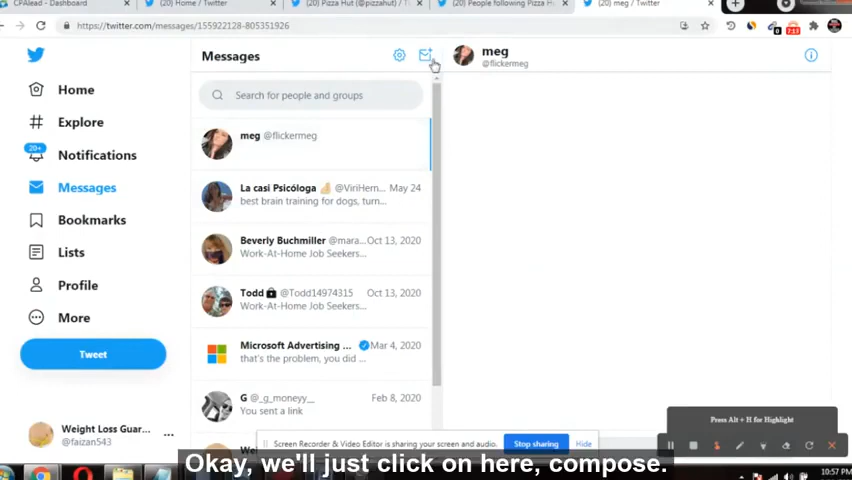 CPAlead - Dashboard
(20) Home / Twitter
(20) Pizza Hut (@pizzahut) / Twitt
(20) People following Pizza H
(20) meg / Twitter
https://twitter.com/messages/155922128-805351926
7:13
Messages
meg
@flickermeg
Home
Explore
20+
Notifications
Messages
Bookmarks
Lists
Profile
More
Tweet
Weight Loss Guar...
@faizan543
Search for people and groups
meg @flickermeg
La casi Psicóloga @ViriHern... May 24
best brain training for dogs, turn...
Beverly Buchmiller @mara... Oct 13, 2020
Work-At-Home Job Seekers...
Todd @Todd14974315 Oct 13, 2020
Work-At-Home Job Seekers...
Microsoft Advertising ... Mar 4, 2020
that's the problem, you did ...
G @_g_moneyy__ Feb 8, 2020
You sent a link
Press Alt + H for Highlight
Screen Recorder & Video Editor is sharing your screen and audio.
Stop sharing
Hide
Okay, we'll just click on here, compose.
10:57 PM